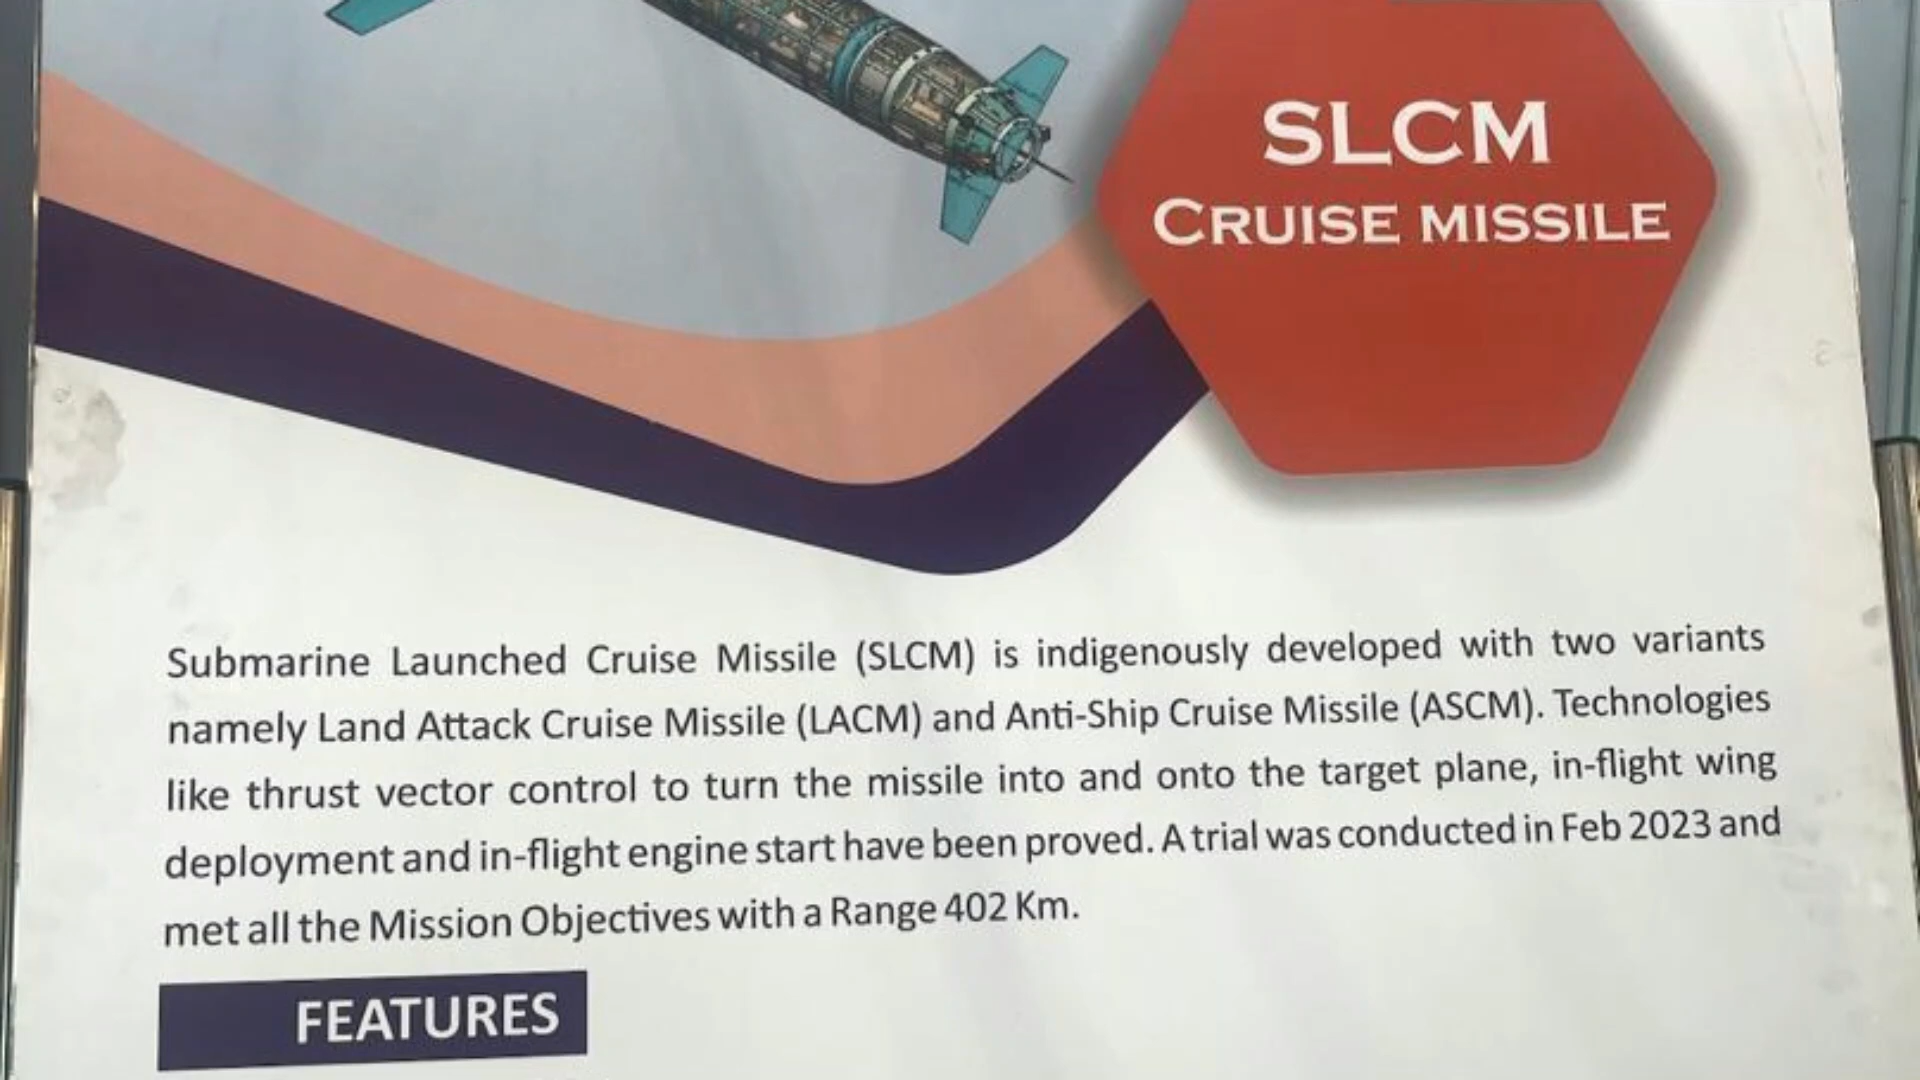 SLCM
CRUISE MISSILE
Submarine Launched Cruise Missile (SLCM) is indigenously developed with two variants
namely Land Attack Cruise Missile (LACM) and Anti-Ship Cruise Missile (ASCM). Technologies
like thrust vector control to turn the missile into and onto the target plane, in-flight wing
deployment and in-flight engine start have been proved. A trial was conducted in Feb 2023 and
met all the Mission Objectives with a Range 402 Km.
FEATURES